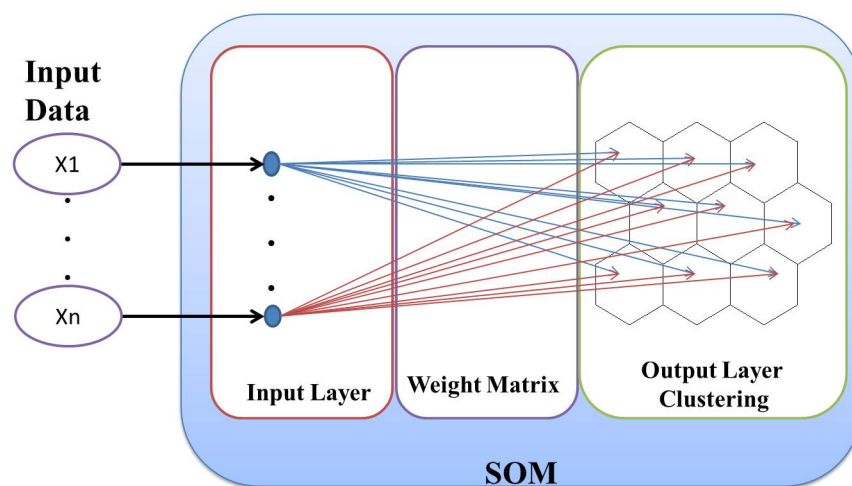 Input
Data
X1
Xn
Input Layer
Weight Matrix
Output Layer
Clustering
SOM